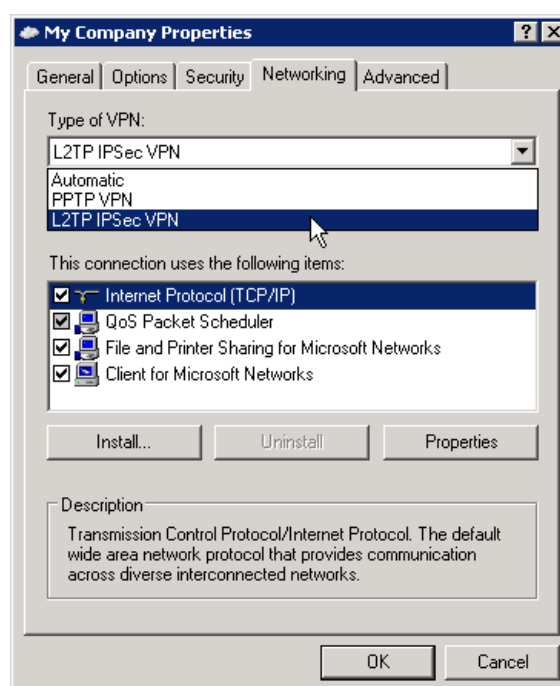 My Company Properties
General Options Security Networking Advanced
Type of VPN:
L2TP IPSec VPN
Automatic
PPTP VPN
L2TP IPSec VPN
This connection uses the following items:
Internet Protocol (TCP/IP)
QoS Packet Scheduler
File and Printer Sharing for Microsoft Networks
Client for Microsoft Networks
Install... Uninstall Properties
Description
Transmission Control Protocol/Internet Protocol. The default
wide area network protocol that provides communication
across diverse interconnected networks.
OK Cancel